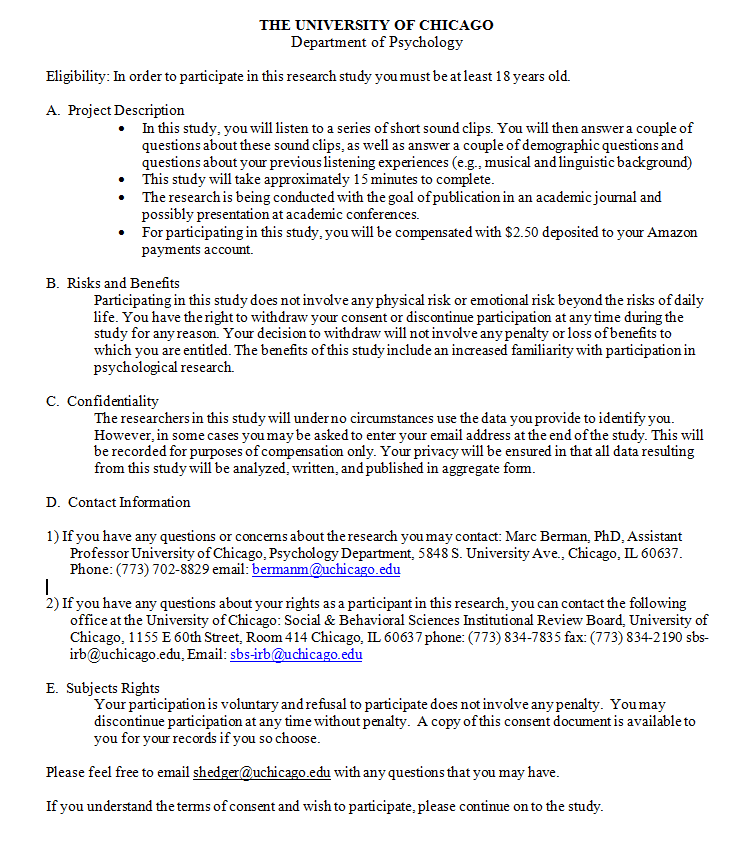 THE UNIVERSITY OF CHICAGO
Department of Psychology
Eligibility: In order to participate in this research study you must be at least 18 years old.
A. Project Description
• In this study, you will listen to a series of short sound clips. You will then answer a couple of
questions about these sound clips, as well as answer a couple of demographic questions and
questions about your previous listening experiences (e.g., musical and linguistic background)
• This study will take approximately 15 minutes to complete.
• The research is being conducted with the goal of publication in an academic journal and
possibly presentation at academic conferences.
• For participating in this study, you will be compensated with $2.50 deposited to your Amazon
payments account.
B. Risks and Benefits
Participating in this study does not involve any physical risk or emotional risk beyond the risks of daily
life. You have the right to withdraw your consent or discontinue participation at any time during the
study for any reason. Your decision to withdraw will not involve any penalty or loss of benefits to
which you are entitled. The benefits of this study include an increased familiarity with participation in
psychological research.
C. Confidentiality
The researchers in this study will under no circumstances use the data you provide to identify you.
However, in some cases you may be asked to enter your email address at the end of the study. This will
be recorded for purposes of compensation only. Your privacy will be ensured in that all data resulting
from this study will be analyzed, written, and published in aggregate form.
D. Contact Information
1) If you have any questions or concerns about the research you may contact: Marc Berman, PhD, Assistant
Professor University of Chicago, Psychology Department, 5848 S. University Ave., Chicago, IL 60637.
Phone: (773) 702-8829 email: bermanm@uchicago.edu
2) If you have any questions about your rights as a participant in this research, you can contact the following
office at the University of Chicago: Social & Behavioral Sciences Institutional Review Board, University of
Chicago, 1155 E 60th Street, Room 414 Chicago, IL 60637 phone: (773) 834-7835 fax: (773) 834-2190 sbs-
irb@uchicago.edu, Email: sbs-irb@uchicago.edu
E. Subjects Rights
Your participation is voluntary and refusal to participate does not involve any penalty. You may
discontinue participation at any time without penalty. A copy of this consent document is available to
you for your records if you so choose.
Please feel free to email shedger@uchicago.edu with any questions that you may have.
If you understand the terms of consent and wish to participate, please continue on to the study.